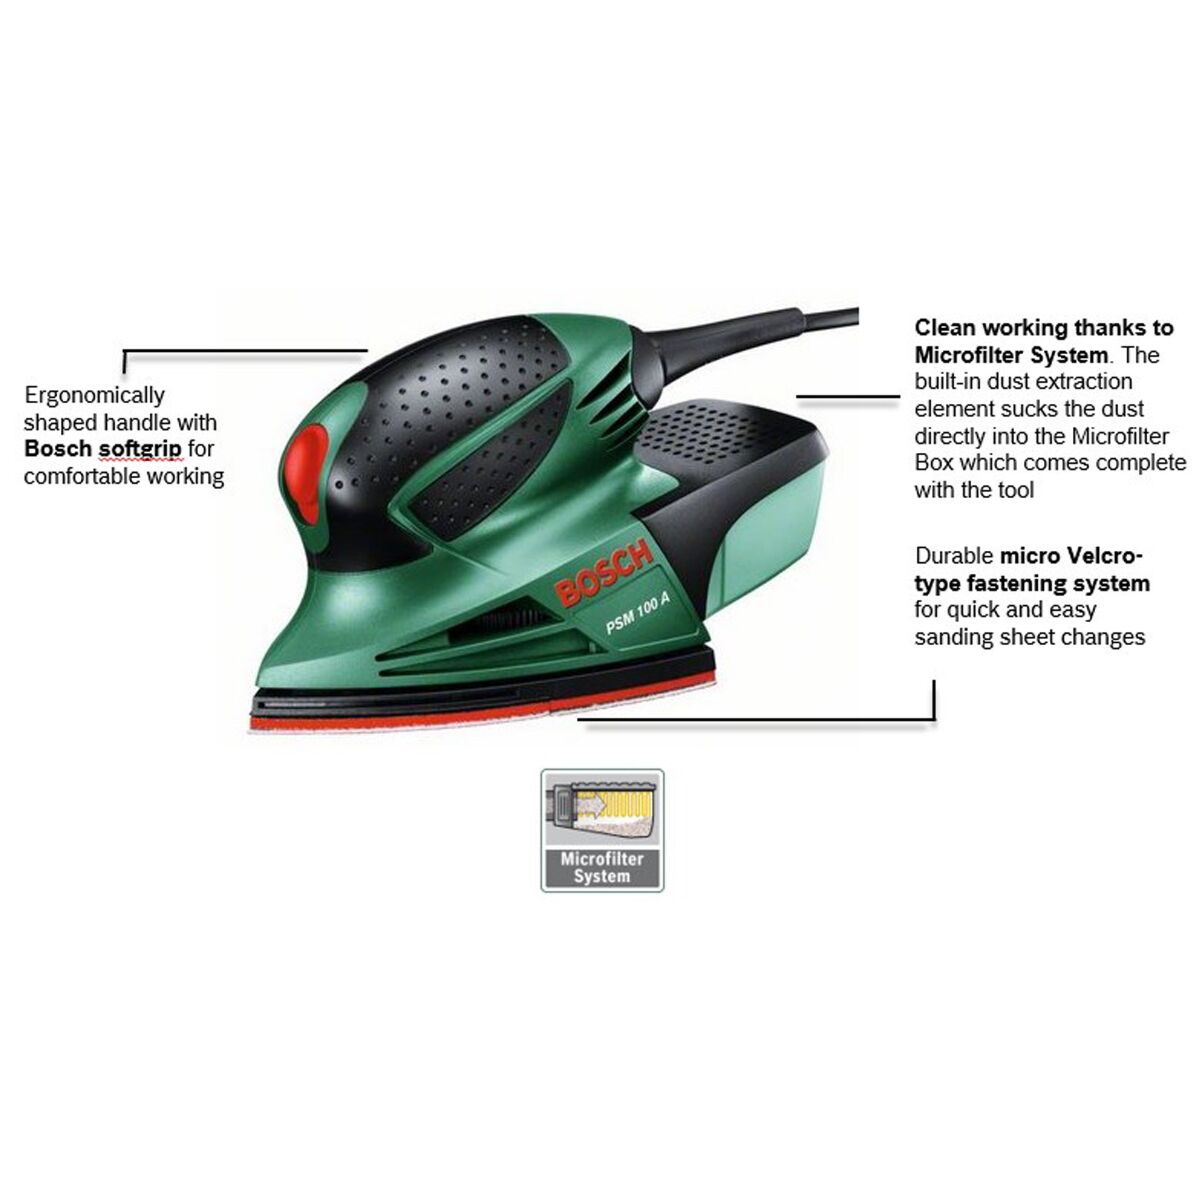 Ergonomically
shaped handle with
Bosch softgrip for
comfortable working
Clean working thanks to
Microfilter System. The
built-in dust extraction
element sucks the dust
directly into the Microfilter
Box which comes complete
with the tool
Durable micro Velcro-
type fastening system
for quick and easy
sanding sheet changes
BOSCH
PSM 100 A
Microfilter
System